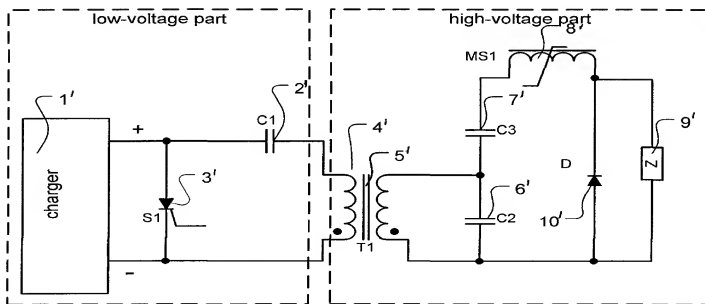 low-voltage part
high-voltage part
8'
MS1
1'
2'
7'
C1
+
4'
C3
9'
5'
3'
Z
charger
6'
D
S1
C2
10'
T1
-